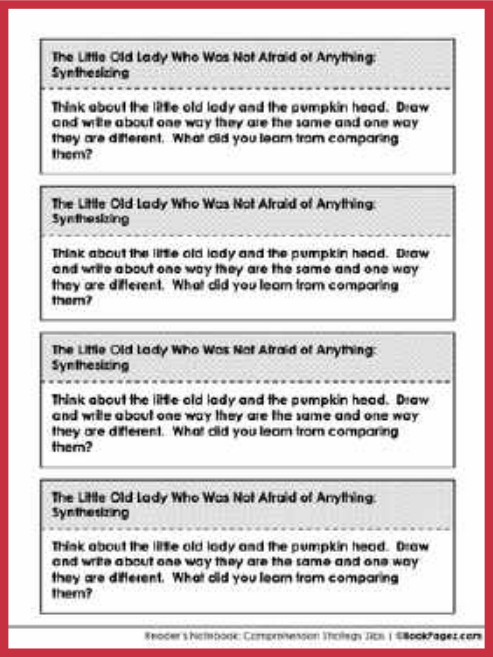 The Little Old Lady Who Was Not Afraid of Anything:
Synthesizing
Think about the little old lady and the pumpkin head. Draw
and write about one way they are the same and one way
they are different. What did you learn from comparing
them?
The Little Old Lady Who Was Not Afraid of Anything:
Synthesizing
Think about the little old lady and the pumpkin head. Draw
and write about one way they are the same and one way
they are different. What did you learn from comparing
them?
The Little Old Lady Who Was Not Afraid of Anything:
Synthesizing
Think about the little old lady and the pumpkin head. Draw
and write about one way they are the same and one way
they are different. What did you learn from comparing
them?
The Little Old Lady Who Was Not Afraid of Anything:
Synthesizing
Think about the little old lady and the pumpkin head. Draw
and write about one way they are the same and one way
they are different. What did you learn from comparing
them?
Reader's Notebook: Comprehension Strategy Slips | ©BookPagez.com